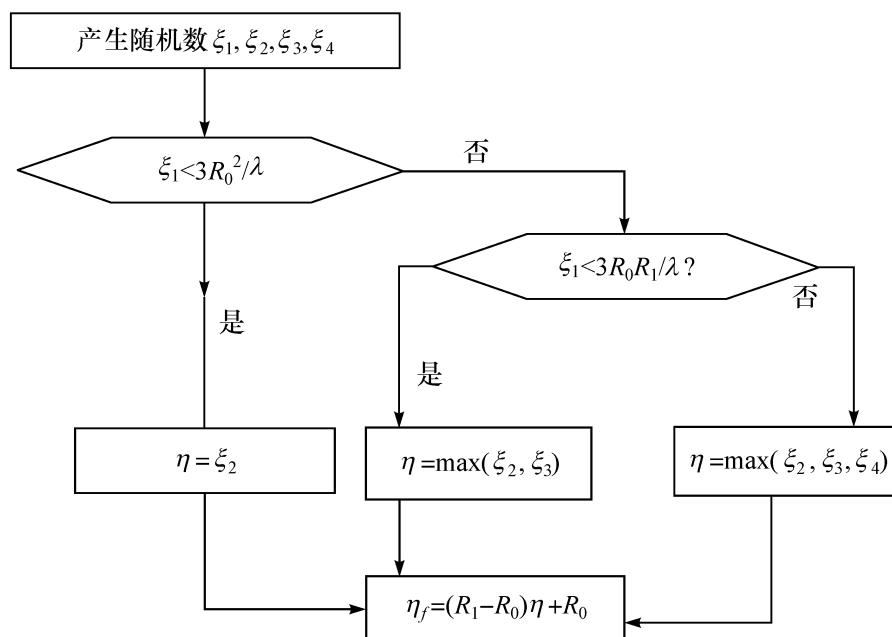 产生随机数ξ₁,ξ₂,ξ₃,ξ₄
ξ₁<3R₀²/λ
否
ξ₁<3R₀R₁/λ?
否
是
是
η=ξ₂
η=max(ξ₂,ξ₃)
η=max(ξ₂,ξ₃,ξ₄)
η_f=(R₁−R₀)η+R₀